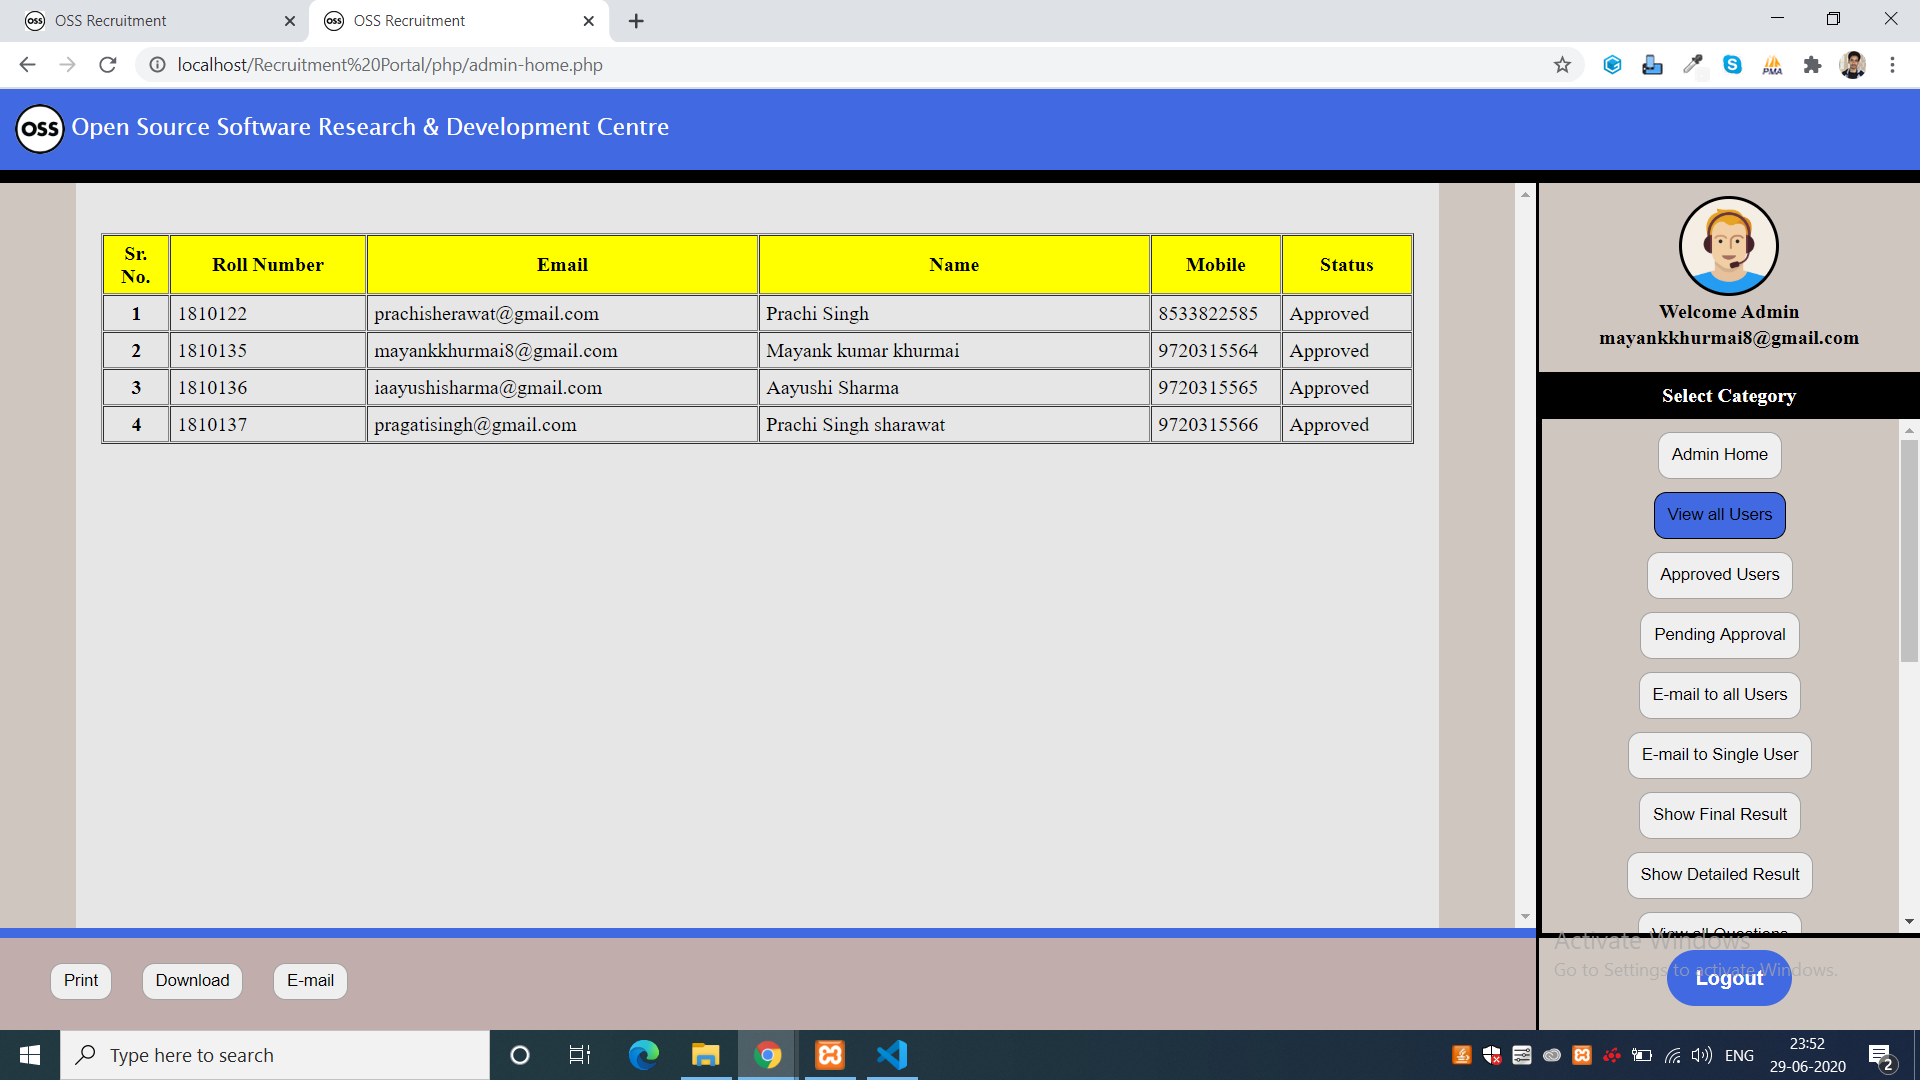 OSS Recruitment
OSS Recruitment
localhost/Recruitment%20Portal/php/admin-home.php
PMA
OSS Open Source Software Research & Development Centre
Sr. No. Roll Number Email Name Mobile Status
1 1810122 prachisherawat@gmail.com Prachi Singh 8533822585 Approved
2 1810135 mayankkhurmai8@gmail.com Mayank kumar khurmai 9720315564 Approved
3 1810136 iaayushisharma@gmail.com Aayushi Sharma 9720315565 Approved
4 1810137 pragatisingh@gmail.com Prachi Singh sharawat 9720315566 Approved
Welcome Admin
mayankkhurmai8@gmail.com
Select Category
Admin Home
View all Users
Approved Users
Pending Approval
E-mail to all Users
E-mail to Single User
Show Final Result
Show Detailed Result
View all Questions
Activate Windows
Go to Settings to activate Windows.
Print Download E-mail
Logout
Type here to search
ENG
23:52
29-06-2020
2